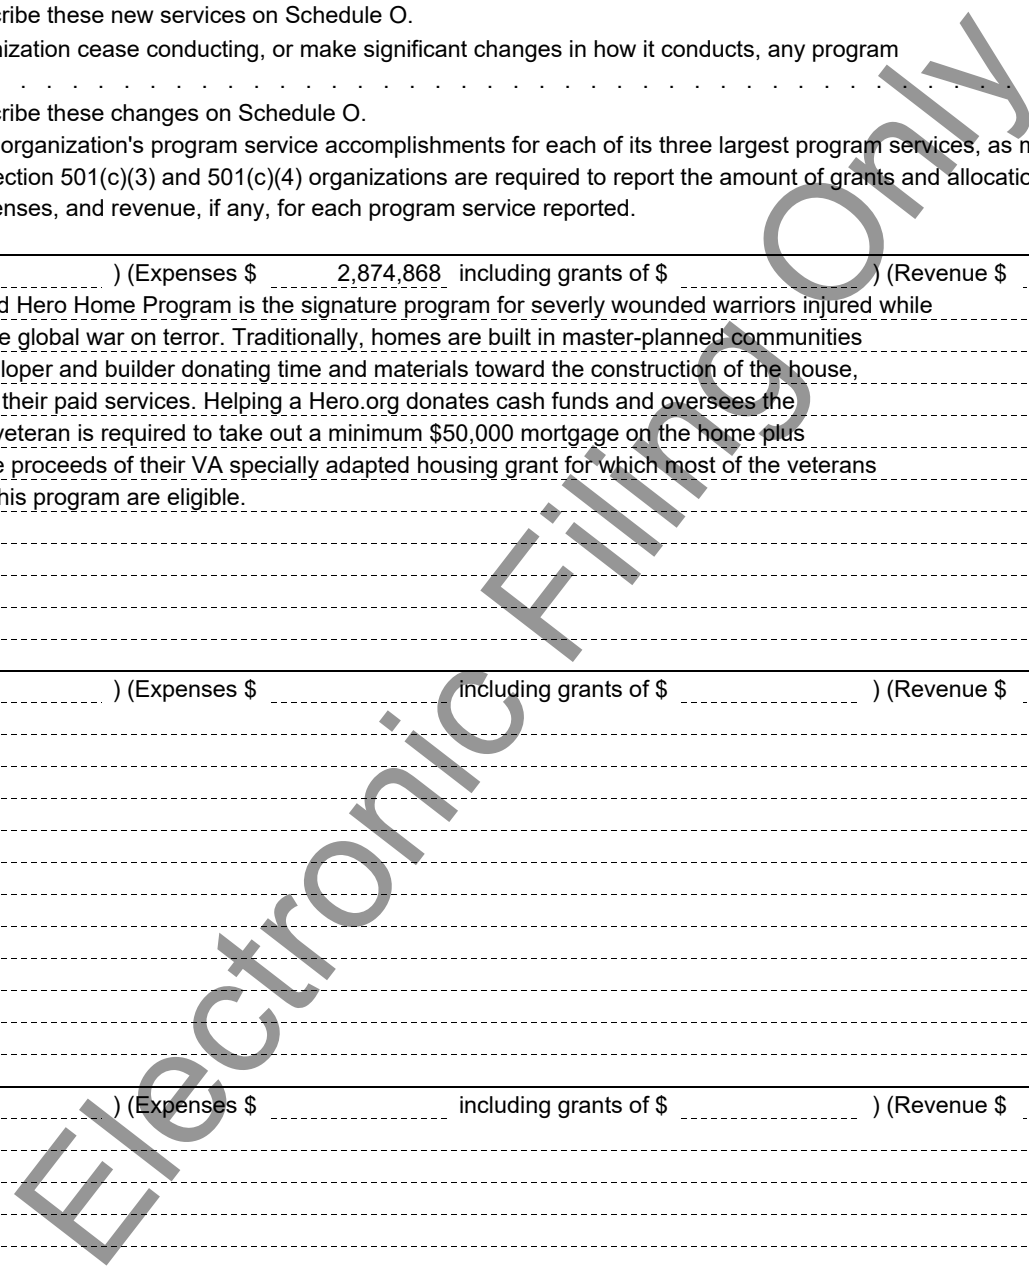 cribe these new services on Schedule O.
nization cease conducting, or make significant changes in how it conducts, any program
. . . . . . . . . . . . . . . . . . . . . . . . . . . . . . . . . . . . . . .
cribe these changes on Schedule O.
organization's program service accomplishments for each of its three largest program services, as m
ection 501(c)(3) and 501(c)(4) organizations are required to report the amount of grants and allocatio
enses, and revenue, if any, for each program service reported.
) (Expenses $ 2,874,868 including grants of $ ) (Revenue $
d Hero Home Program is the signature program for severly wounded warriors injured while
e global war on terror. Traditionally, homes are built in master-planned communities
loper and builder donating time and materials toward the construction of the house,
their paid services. Helping a Hero.org donates cash funds and oversees the
veteran is required to take out a minimum $50,000 mortgage on the home plus
e proceeds of their VA specially adapted housing grant for which most of the veterans
his program are eligible.
) (Expenses $ including grants of $ ) (Revenue $
) (Expenses $ including grants of $ ) (Revenue $
Electronic Filing Only